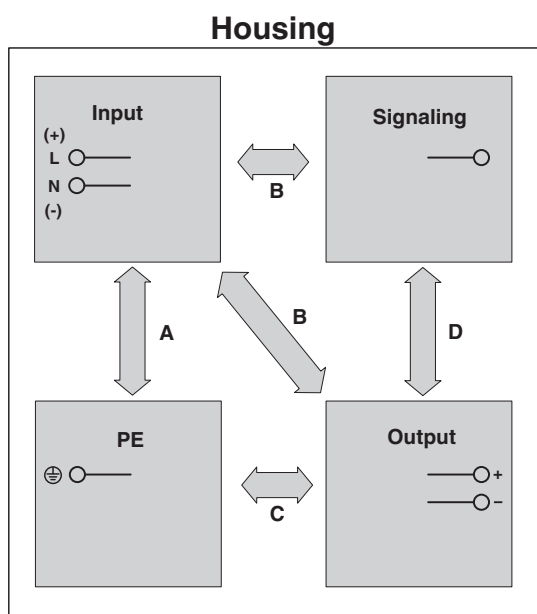 Housing
Input
(+)
L
N
(-)
Signaling
B
A
B
D
PE
C
Output
+
–